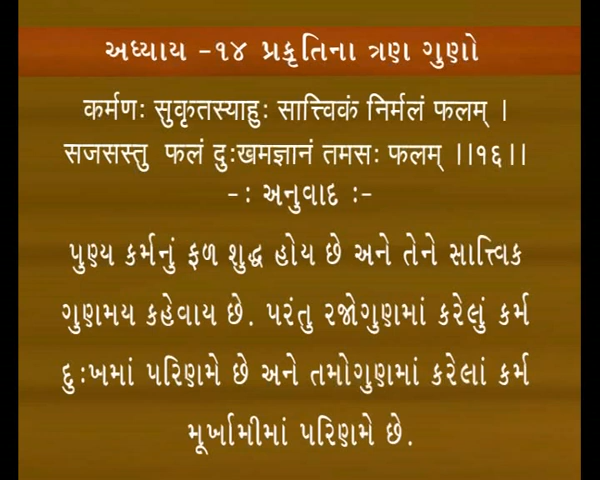 અધ્યાય -૧૪ પ્રકૃતિના ત્રણ ગુણો
कर्मणः सुकृतस्याहुः सात्त्विकं निर्मलं फलम् ।
सजसस्तु फलं दुःखमज्ञानं तमसः फलम् ।।१६।।
-: અનુવાદ :-
પુણ્ય કર્મનું ફળ શુદ્ધ હોય છે અને તેને સાત્ત્વિક
ગુણમય કહેવાય છે. પરંતુ રજોગુણમાં કરેલું કર્મ
દુઃખમાં પરિણમે છે અને તમોગુણમાં કરેલાં કર્મ
મૂર્ખામીમાં પરિણમે છે.